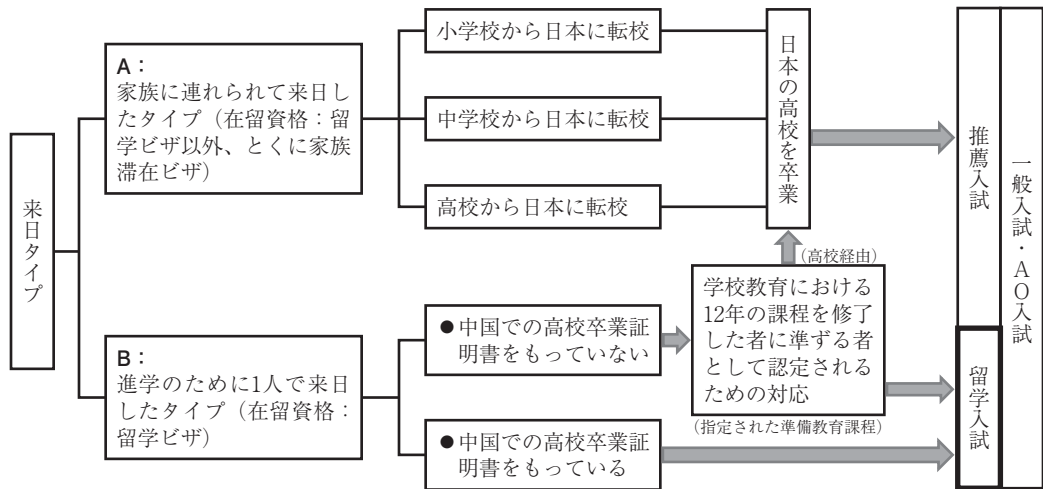 来日タイプ
A：
家族に連れられて来日し
たタイプ（在留資格：留
学ビザ以外、とくに家族
滞在ビザ）
小学校から日本に転校
中学校から日本に転校
高校から日本に転校
日本の高校を卒業
B：
進学のために1人で来日
したタイプ（在留資格：
留学ビザ）
●中国での高校卒業証
明書をもっていない
●中国での高校卒業証
明書をもっている
（高校経由）
学校教育における
12年の課程を修了
した者に準ずる者
として認定される
ための対応
（指定された準備教育課程）
推薦入試
留学入試
一般入試・AO入試